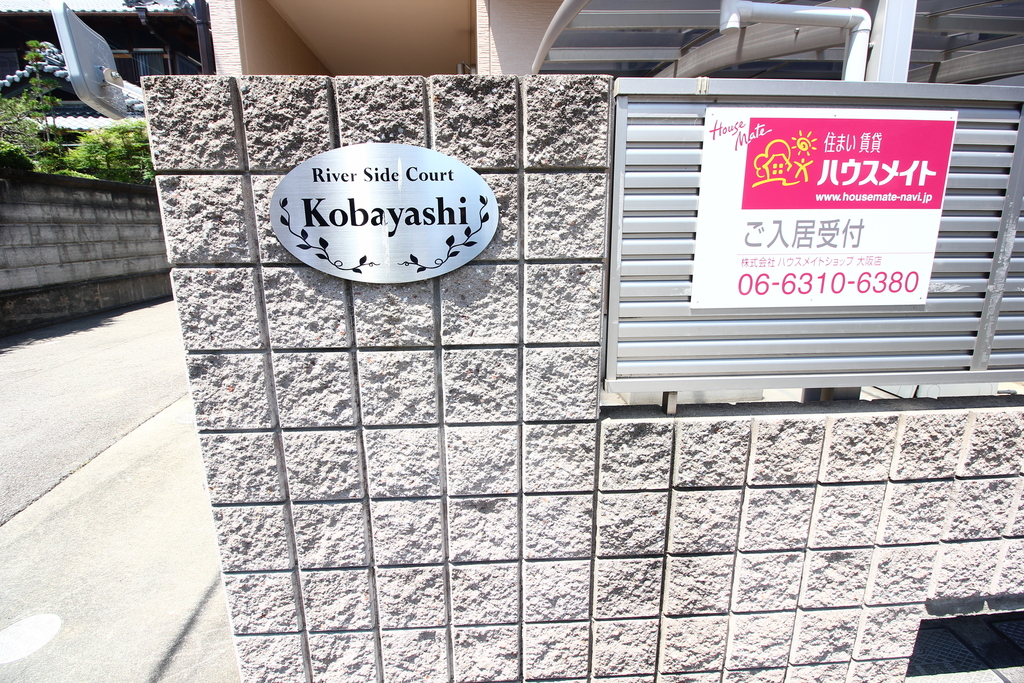 River Side Court
Kobayashi
House
Mate
住まい 賃貸
ハウスメイト
www.housemate-navi.jp
ご入居受付
株式会社 ハウスメイトショップ 大阪店
06-6310-6380